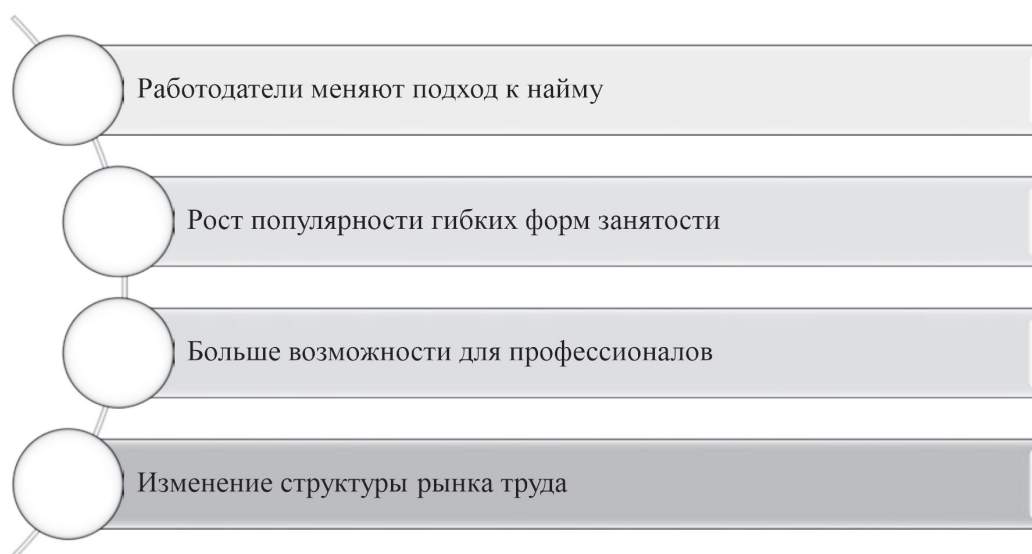 Работодатели меняют подход к найму
Рост популярности гибких форм занятости
Больше возможности для профессионалов
Изменение структуры рынка труда